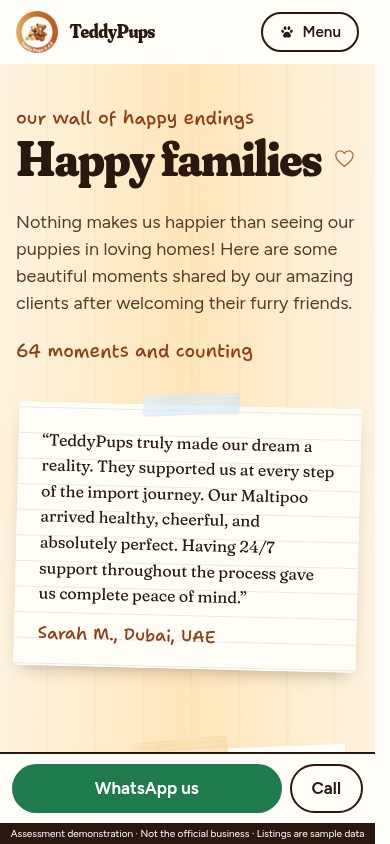 TeddyPups
Menu
our wall of happy endings
Happy families
Nothing makes us happier than seeing our
puppies in loving homes! Here are some
beautiful moments shared by our amazing
clients after welcoming their furry friends.
64 moments and counting
“TeddyPups truly made our dream a
reality. They supported us at every step
of the import journey. Our Maltipoo
arrived healthy, cheerful, and
absolutely perfect. Having 24/7
support throughout the process gave
us complete peace of mind.”
Sarah M., Dubai, UAE
WhatsApp us
Call
Assessment demonstration · Not the official business · Listings are sample data